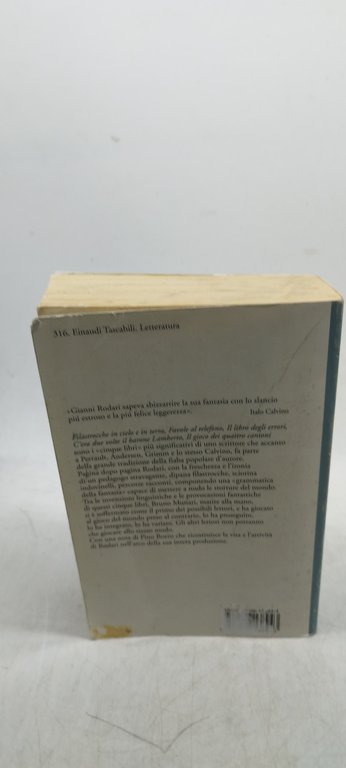 316. Einaudi Tascabili. Letteratura
«Gianni Rodari sapeva sbizzarrire la sua fantasia con lo slancio
più estroso e la più felice leggerezza».
Italo Calvino
Filastrocche in cielo e in terra, Favole al telefono, Il libro degli errori,
C'era due volte il barone Lamberto, Il gioco dei quattro cantoni
sono i «cinque libri» più significativi di uno scrittore che accanto
a Perrault, Andersen, Grimm e lo stesso Calvino, fa parte
della grande tradizione della fiaba popolare d'autore.
Pagina dopo pagina Rodari, con la freschezza e l'ironia
di un pedagogo stravagante, dipana filastrocche, sciorina
indovinelli, percorre racconti, componendo una «grammatica
della fantasia» capace di mettere a nudo le storture del mondo.
Tra le invenzioni linguistiche e le provocazioni fantastiche
di questi cinque libri, Bruno Munari, matite alla mano,
si è soffermato come il primo dei possibili lettori, e ha giocato
al gioco del mondo preso al contrario, lo ha proseguito,
lo ha integrato, lo ha variato. Gli altri lettori non potranno
che giocare allo stesso modo.
Con una nota di Pino Boero che ricostruisce la vita e l'attività
di Rodari nell'arco della sua intera produzione.